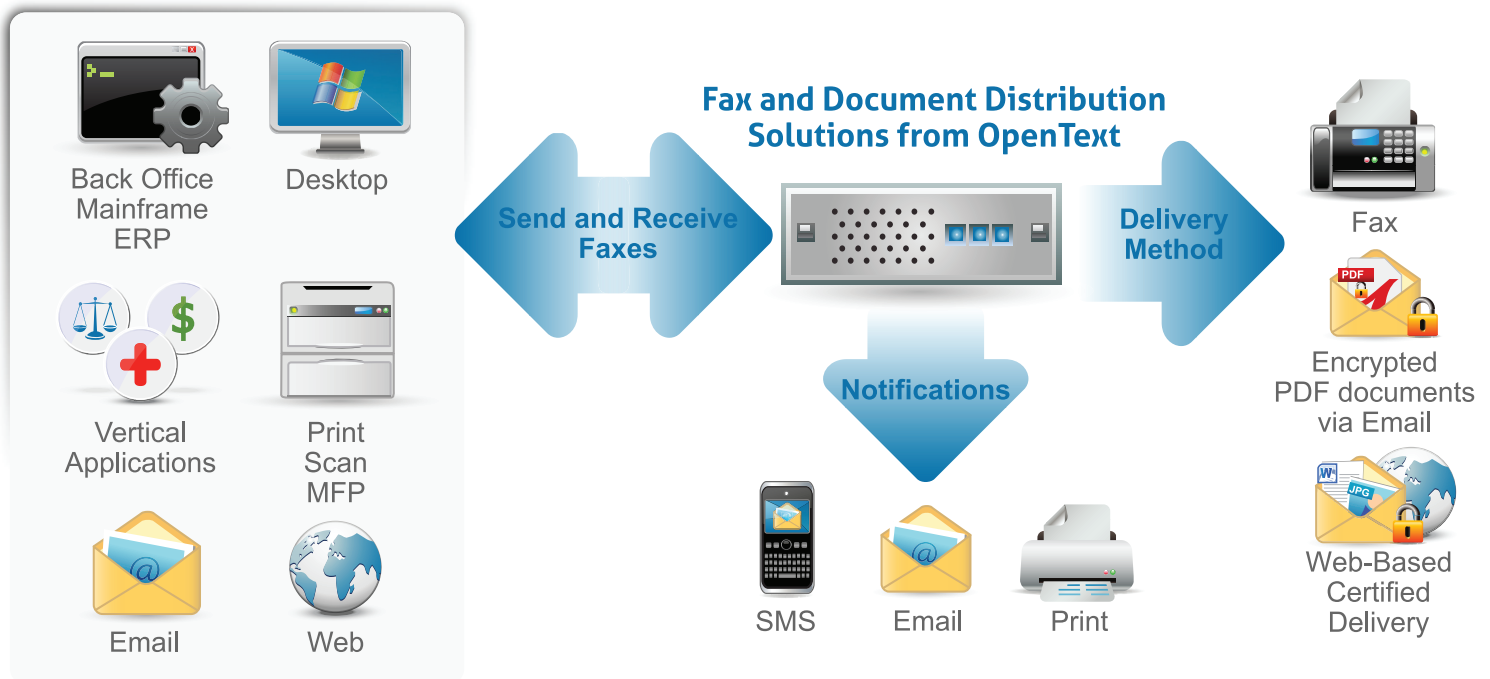 Back Office
Mainframe
ERP
Desktop
Vertical
Applications
Print
Scan
MFP
Email
Web
Send and Receive
Faxes
Fax and Document Distribution
Solutions from OpenText
Delivery
Method
Notifications
SMS
Email
Print
Fax
PDF
Encrypted
PDF documents
via Email
W
JPG
Web-Based
Certified
Delivery